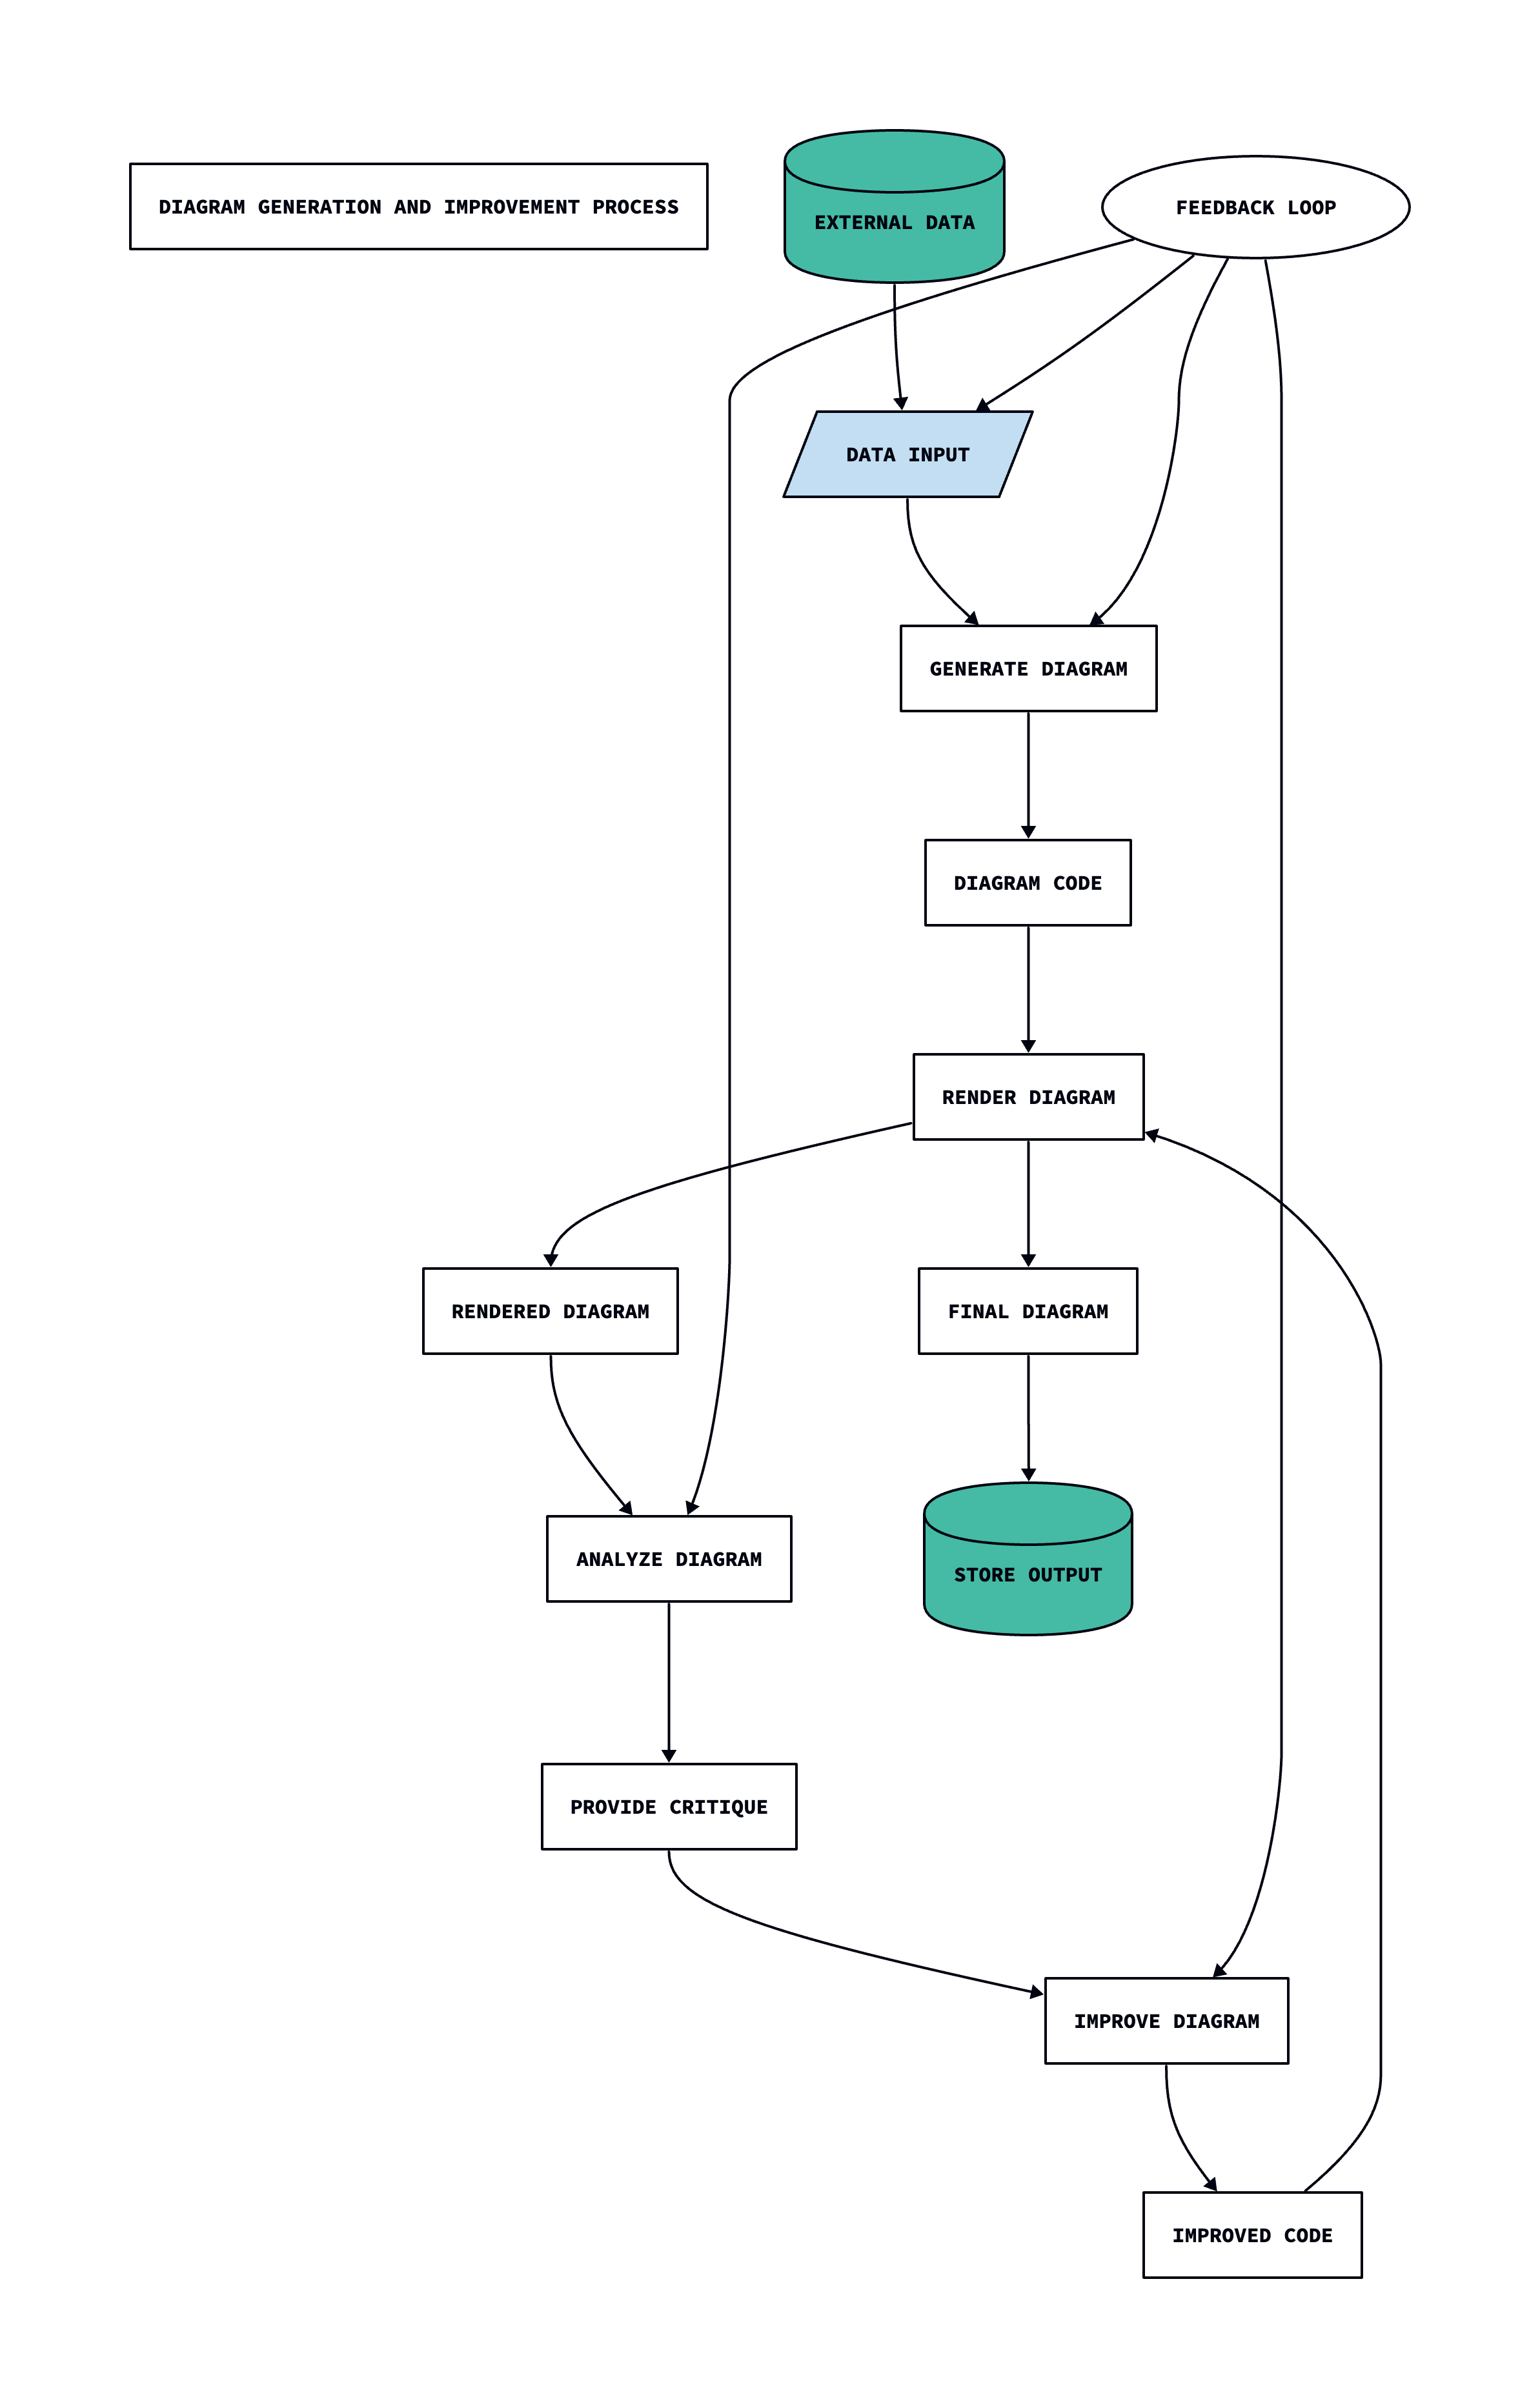 DIAGRAM GENERATION AND IMPROVEMENT PROCESS
EXTERNAL DATA
FEEDBACK LOOP
DATA INPUT
GENERATE DIAGRAM
DIAGRAM CODE
RENDER DIAGRAM
RENDERED DIAGRAM
FINAL DIAGRAM
ANALYZE DIAGRAM
STORE OUTPUT
PROVIDE CRITIQUE
IMPROVE DIAGRAM
IMPROVED CODE